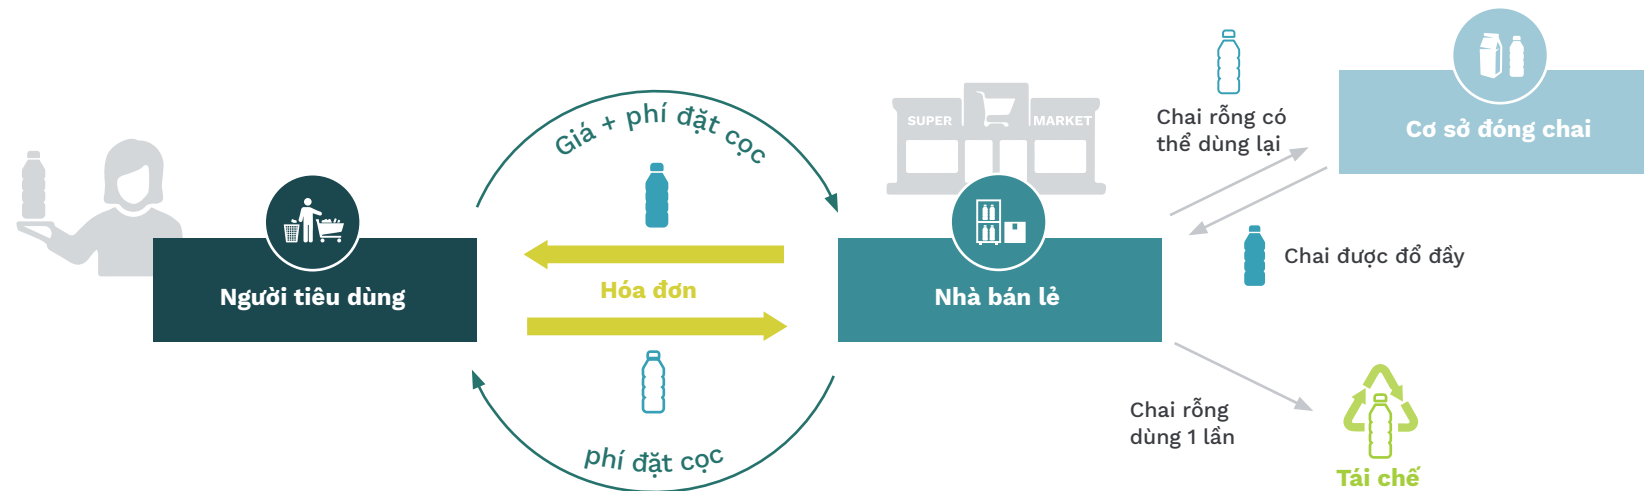 Giá + phí đặt cọc
SUPER
MARKET
Chai rỗng có
thể dùng lại
Cơ sở đóng chai
Người tiêu dùng
Hóa đơn
Nhà bán lẻ
Chai được đổ đầy
phí đặt cọc
Chai rỗng
dùng 1 lần
Tái chế